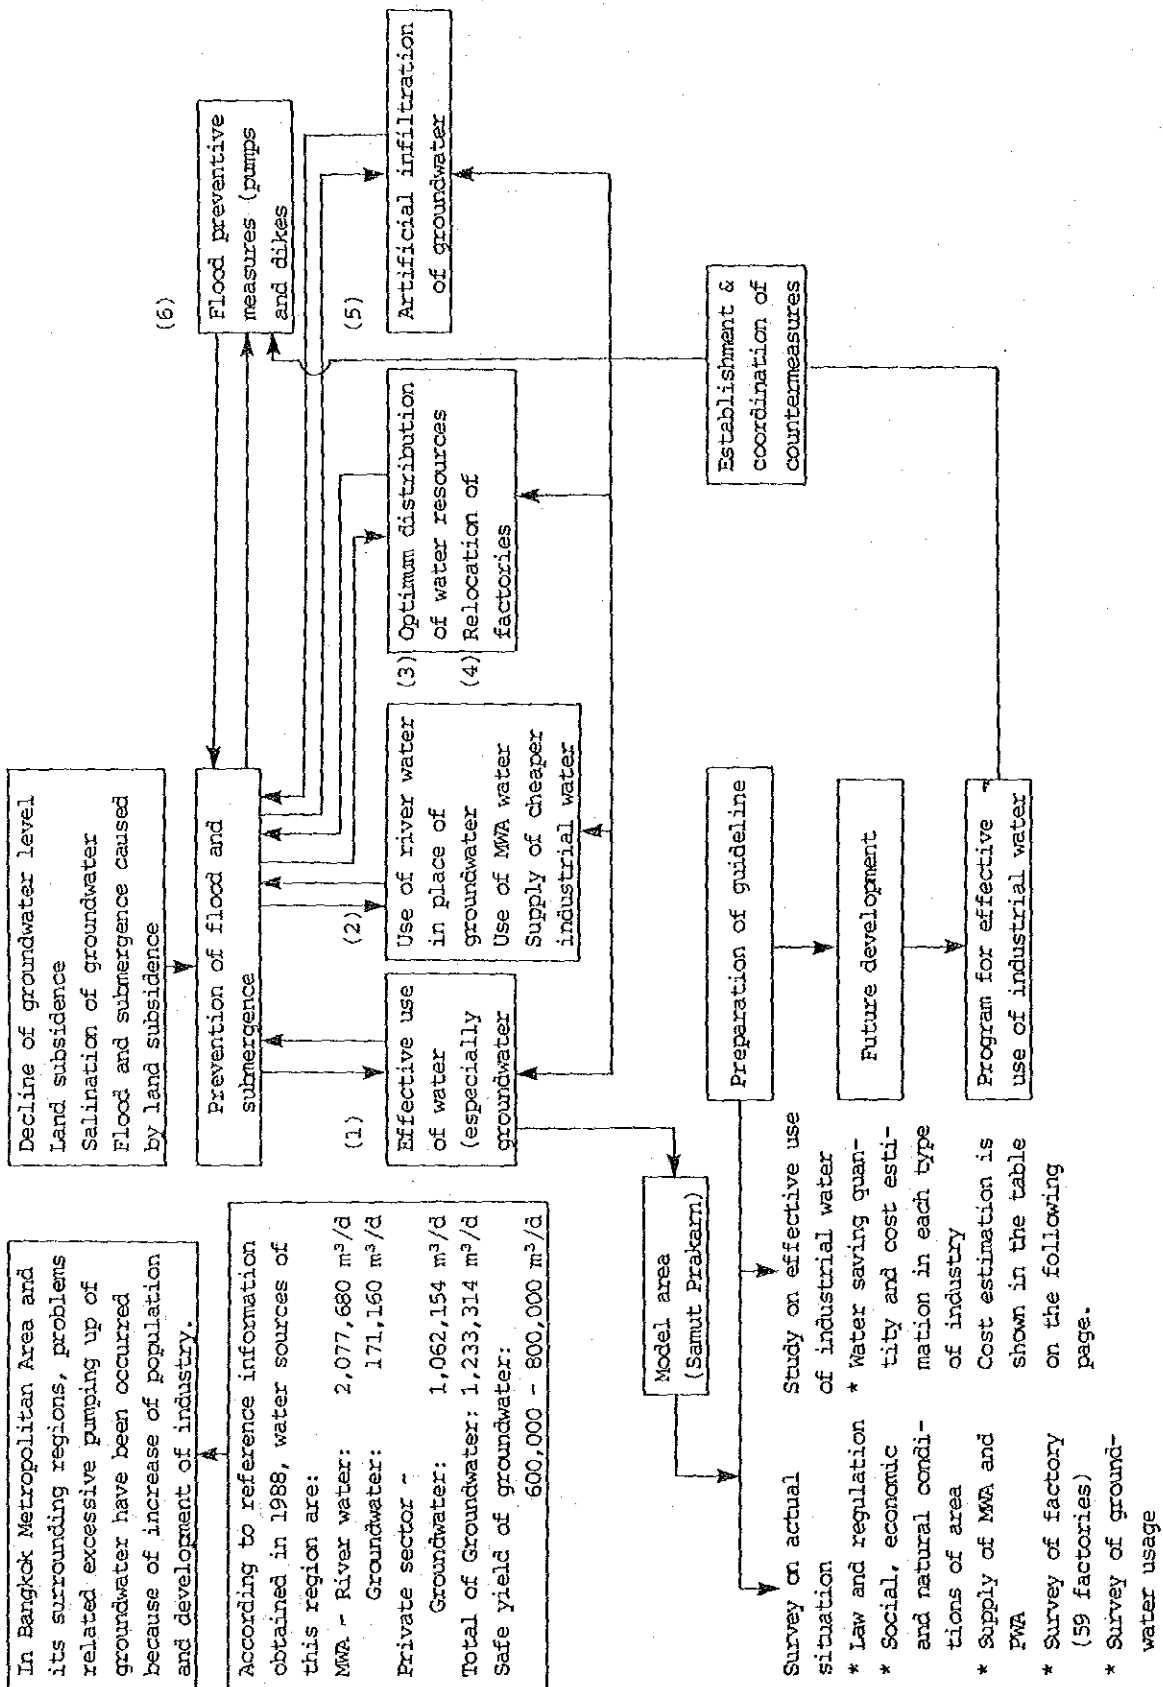 In Bangkok Metropolitan Area and
its surrounding regions, problems
related excessive pumping up of
groundwater have been occurred
because of increase of population
and development of industry.
According to reference information
obtained in 1988, water sources of
this region are:
MWA - River water: 2,077,680 m³/d
Groundwater: 171,160 m³/d
Private sector -
Groundwater: 1,062,154 m³/d
Total of Groundwater: 1,233,314 m³/d
Safe yield of groundwater:
600,000 - 800,000 m³/d
Decline of groundwater level
Land subsidence
Salination of groundwater
Flood and submergence caused
by land subsidence
Prevention of flood and
submergence
(6)
Flood preventive
measures (pumps
and dikes
(1)
Effective use
of water
(especially
groundwater
(2)
Use of river water
in place of
groundwater
Use of MWA water
Supply of cheaper
industrial water
(3) Optimum distribution
of water resources
(4) Relocation of
factories
(5)
Artificial infiltration
of groundwater
Model area
(Samut Prakarn)
Preparation of guideline
Establishment &
coordination of
countermeasures
Survey on actual
situation
* Law and regulation
* Social, economic
and natural condi-
tions of area
* Supply of MWA and
PWA
* Survey of factory
(59 factories)
* Survey of ground-
water usage
Study on effective use
of industrial water
* Water saving quan-
tity and cost esti-
mation in each type
of industry
Cost estimation is
shown in the table
on the following
page.
Future development
Program for effective
use of industrial water